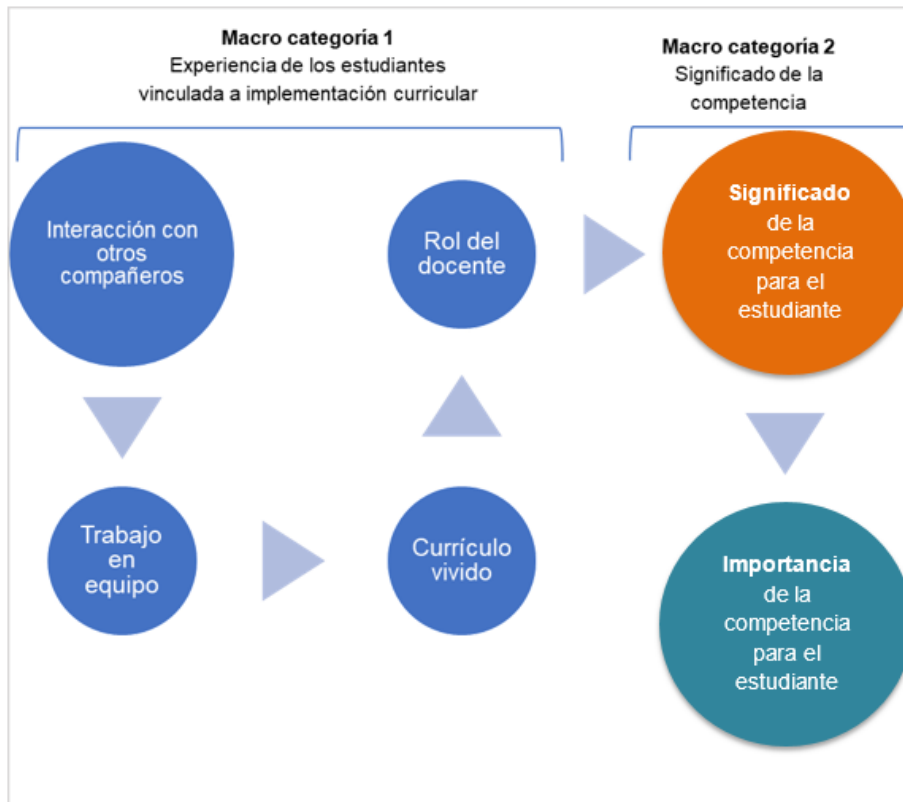 Macro categoría 1
Experiencia de los estudiantes
vinculada a implementación curricular
Macro categoría 2
Significado de la
competencia
Interacción con
otros
compañeros
Rol del
docente
Significado
de la
competencia
para el
estudiante
Trabajo
en
equipo
Currículo
vivido
Importancia
de la
competencia
para el
estudiante